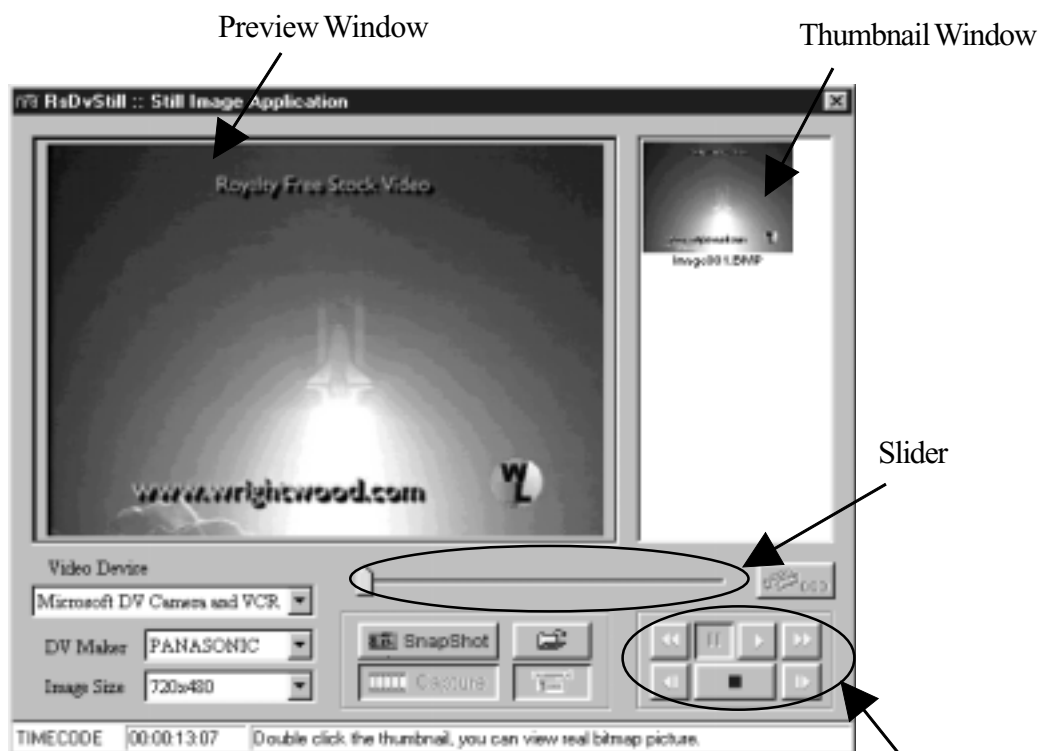 Preview Window
Thumbnail Window
RsDvStill :: Still Image Application
Royalty Free Stock Video
Image001.BMP
www.wrightwood.com
WL
Slider
Video Device
Microsoft DV Camera and VCR
DV Maker
PANASONIC
SnapShot
Image Size
720x480
Capture
TIMECODE
00:00:13:07
Double click the thumbnail, you can view real bitmap picture.